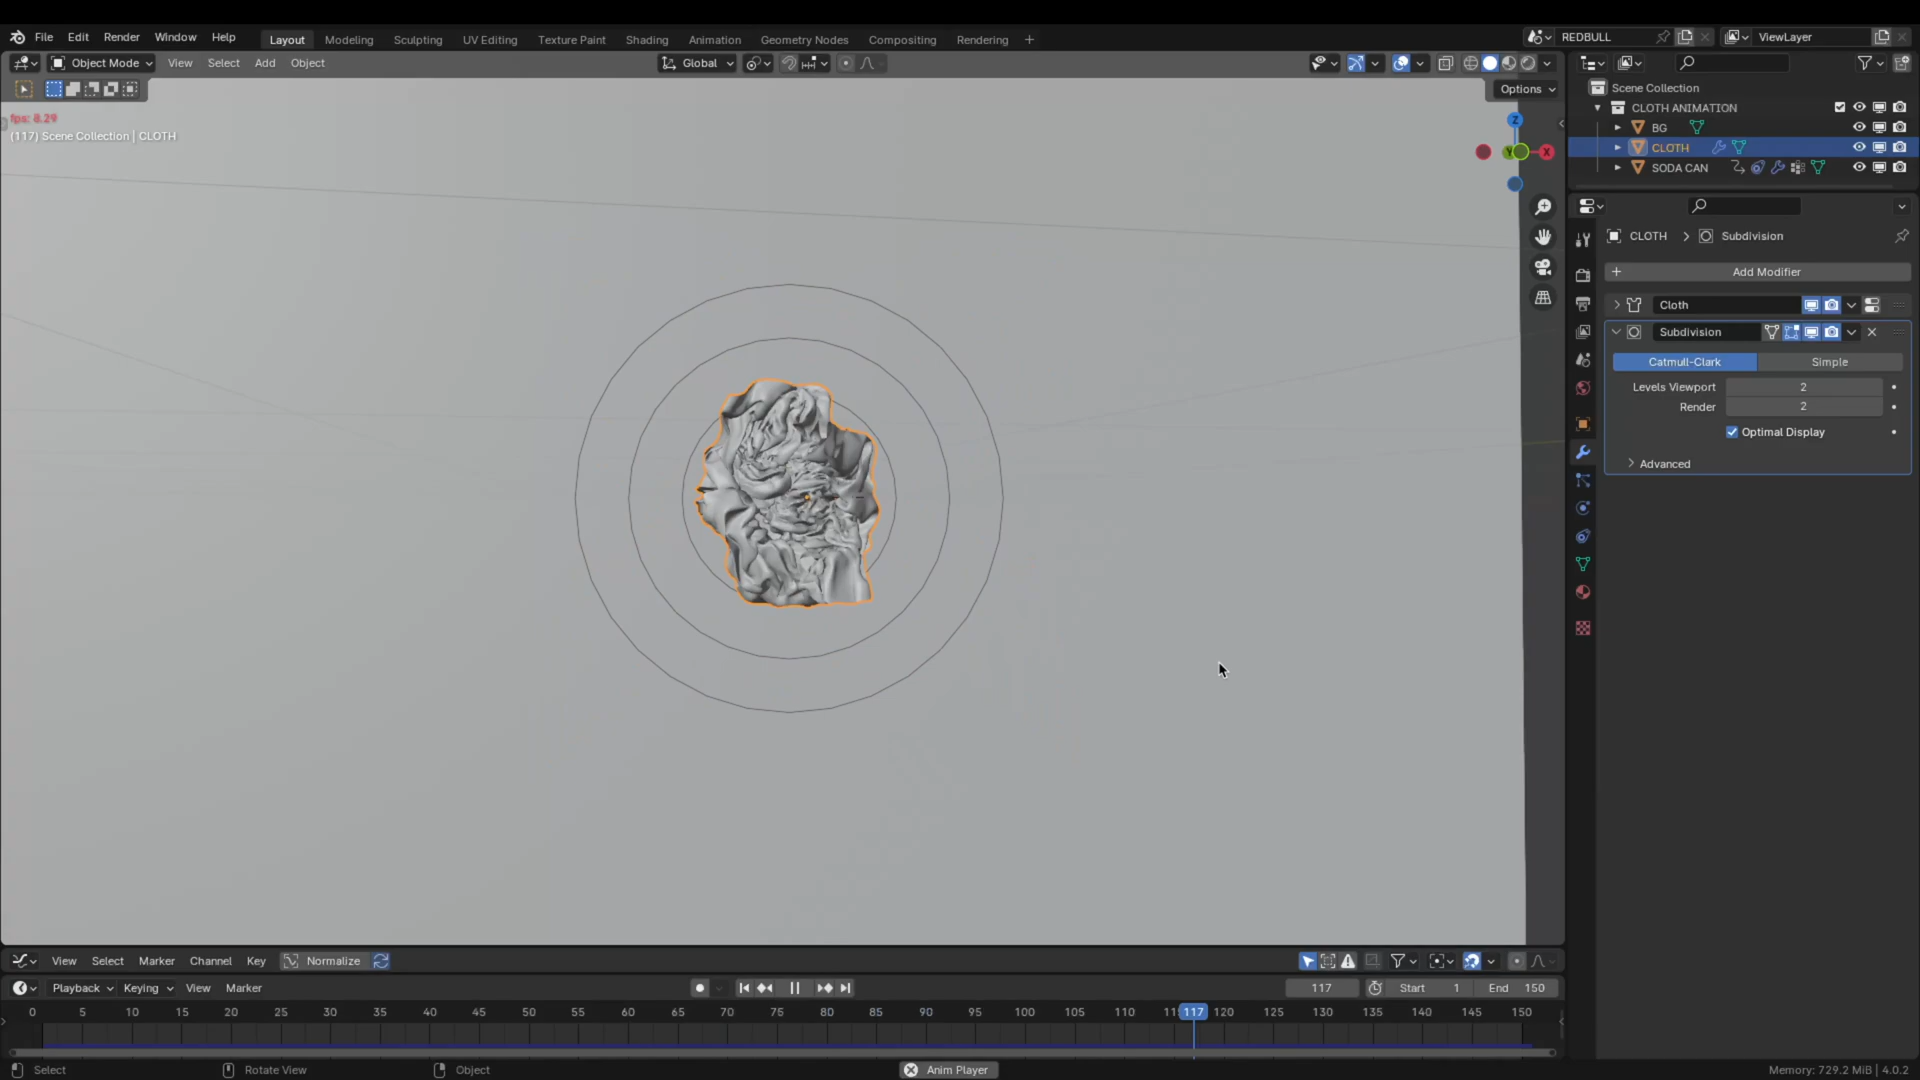 File Edit Render Window Help Layout Modeling Sculpting UV Editing Texture Paint Shading Animation Geometry Nodes Compositing Rendering + REDBULL ViewLayer
Object Mode View Select Add Object Global
Options
Scene Collection
CLOTH ANIMATION
BG
CLOTH
SODA CAN
fps: 8.29
(117) Scene Collection | CLOTH
Z
Y
X
CLOTH > Subdivision
+ Add Modifier
Cloth
Subdivision
Catmull-Clark Simple
Levels Viewport 2
Render 2
Optimal Display
Advanced
View Select Marker Channel Key Normalize
Playback Keying View Marker 117 Start 1 End 150
0 5 10 15 20 25 30 35 40 45 50 55 60 65 70 75 80 85 90 95 100 105 110 117 120 125 130 135 140 145 150
Select Rotate View Object Anim Player Memory: 729.2 MiB | 4.0.2